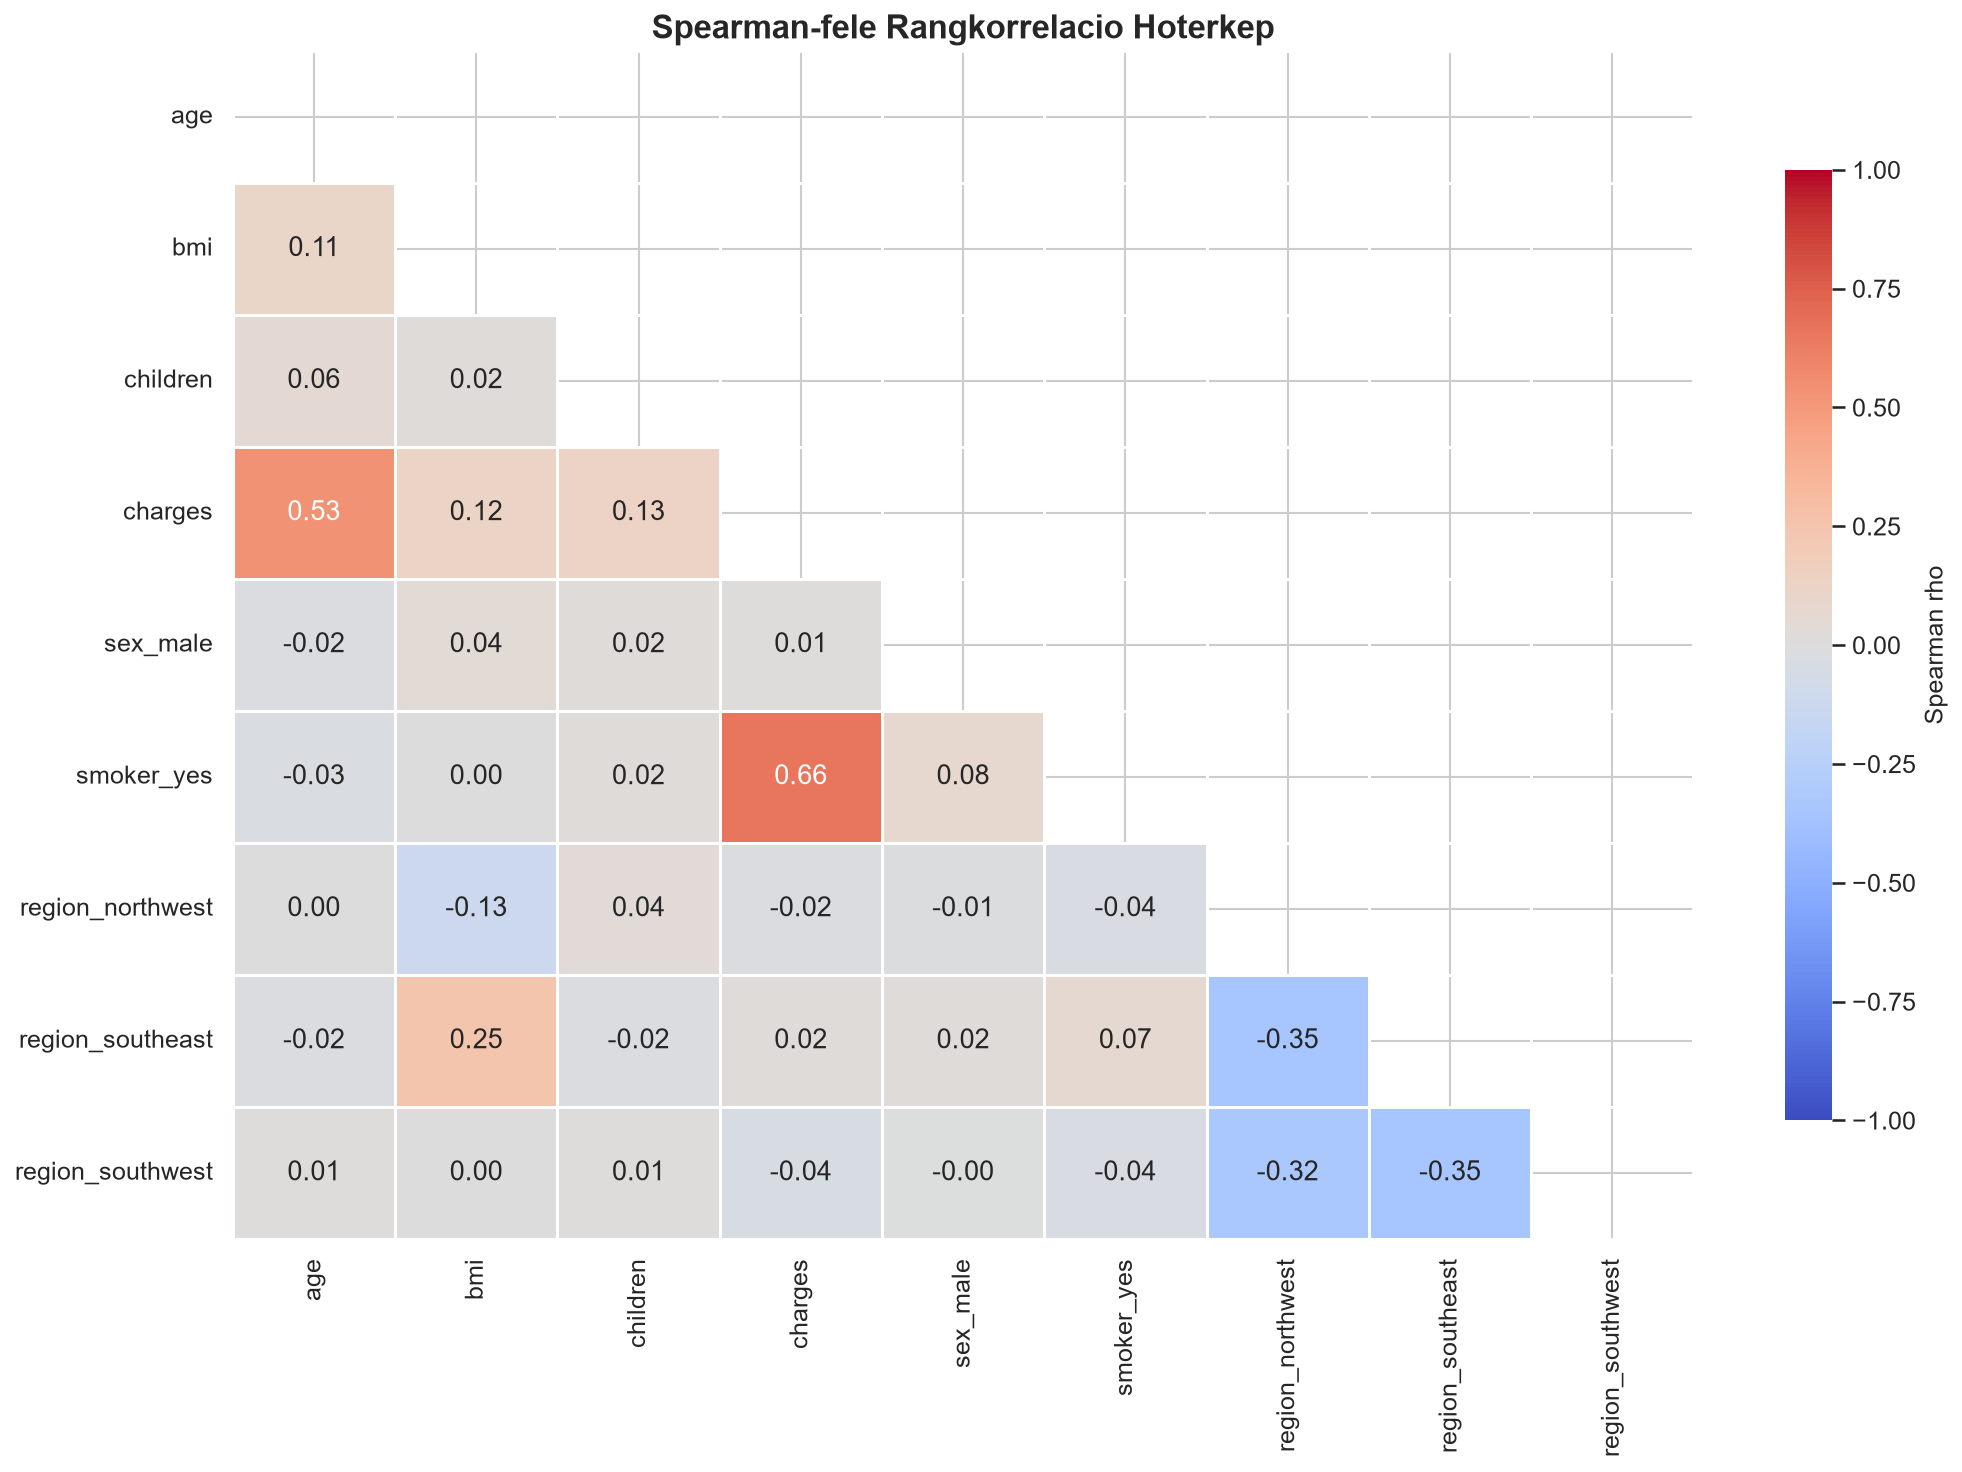 Spearman-fele Rangkorrelacio Hoterkep
age
bmi 0.11
children 0.06 0.02
charges 0.53 0.12 0.13
sex_male -0.02 0.04 0.02 0.01
smoker_yes -0.03 0.00 0.02 0.66 0.08
region_northwest 0.00 -0.13 0.04 -0.02 -0.01 -0.04
region_southeast -0.02 0.25 -0.02 0.02 0.02 0.07 -0.35
region_southwest 0.01 0.00 0.01 -0.04 -0.00 -0.04 -0.32 -0.35
age
bmi
children
charges
sex_male
smoker_yes
region_northwest
region_southeast
region_southwest
1.00
0.75
0.50
0.25
0.00
−0.25
−0.50
−0.75
−1.00
Spearman rho